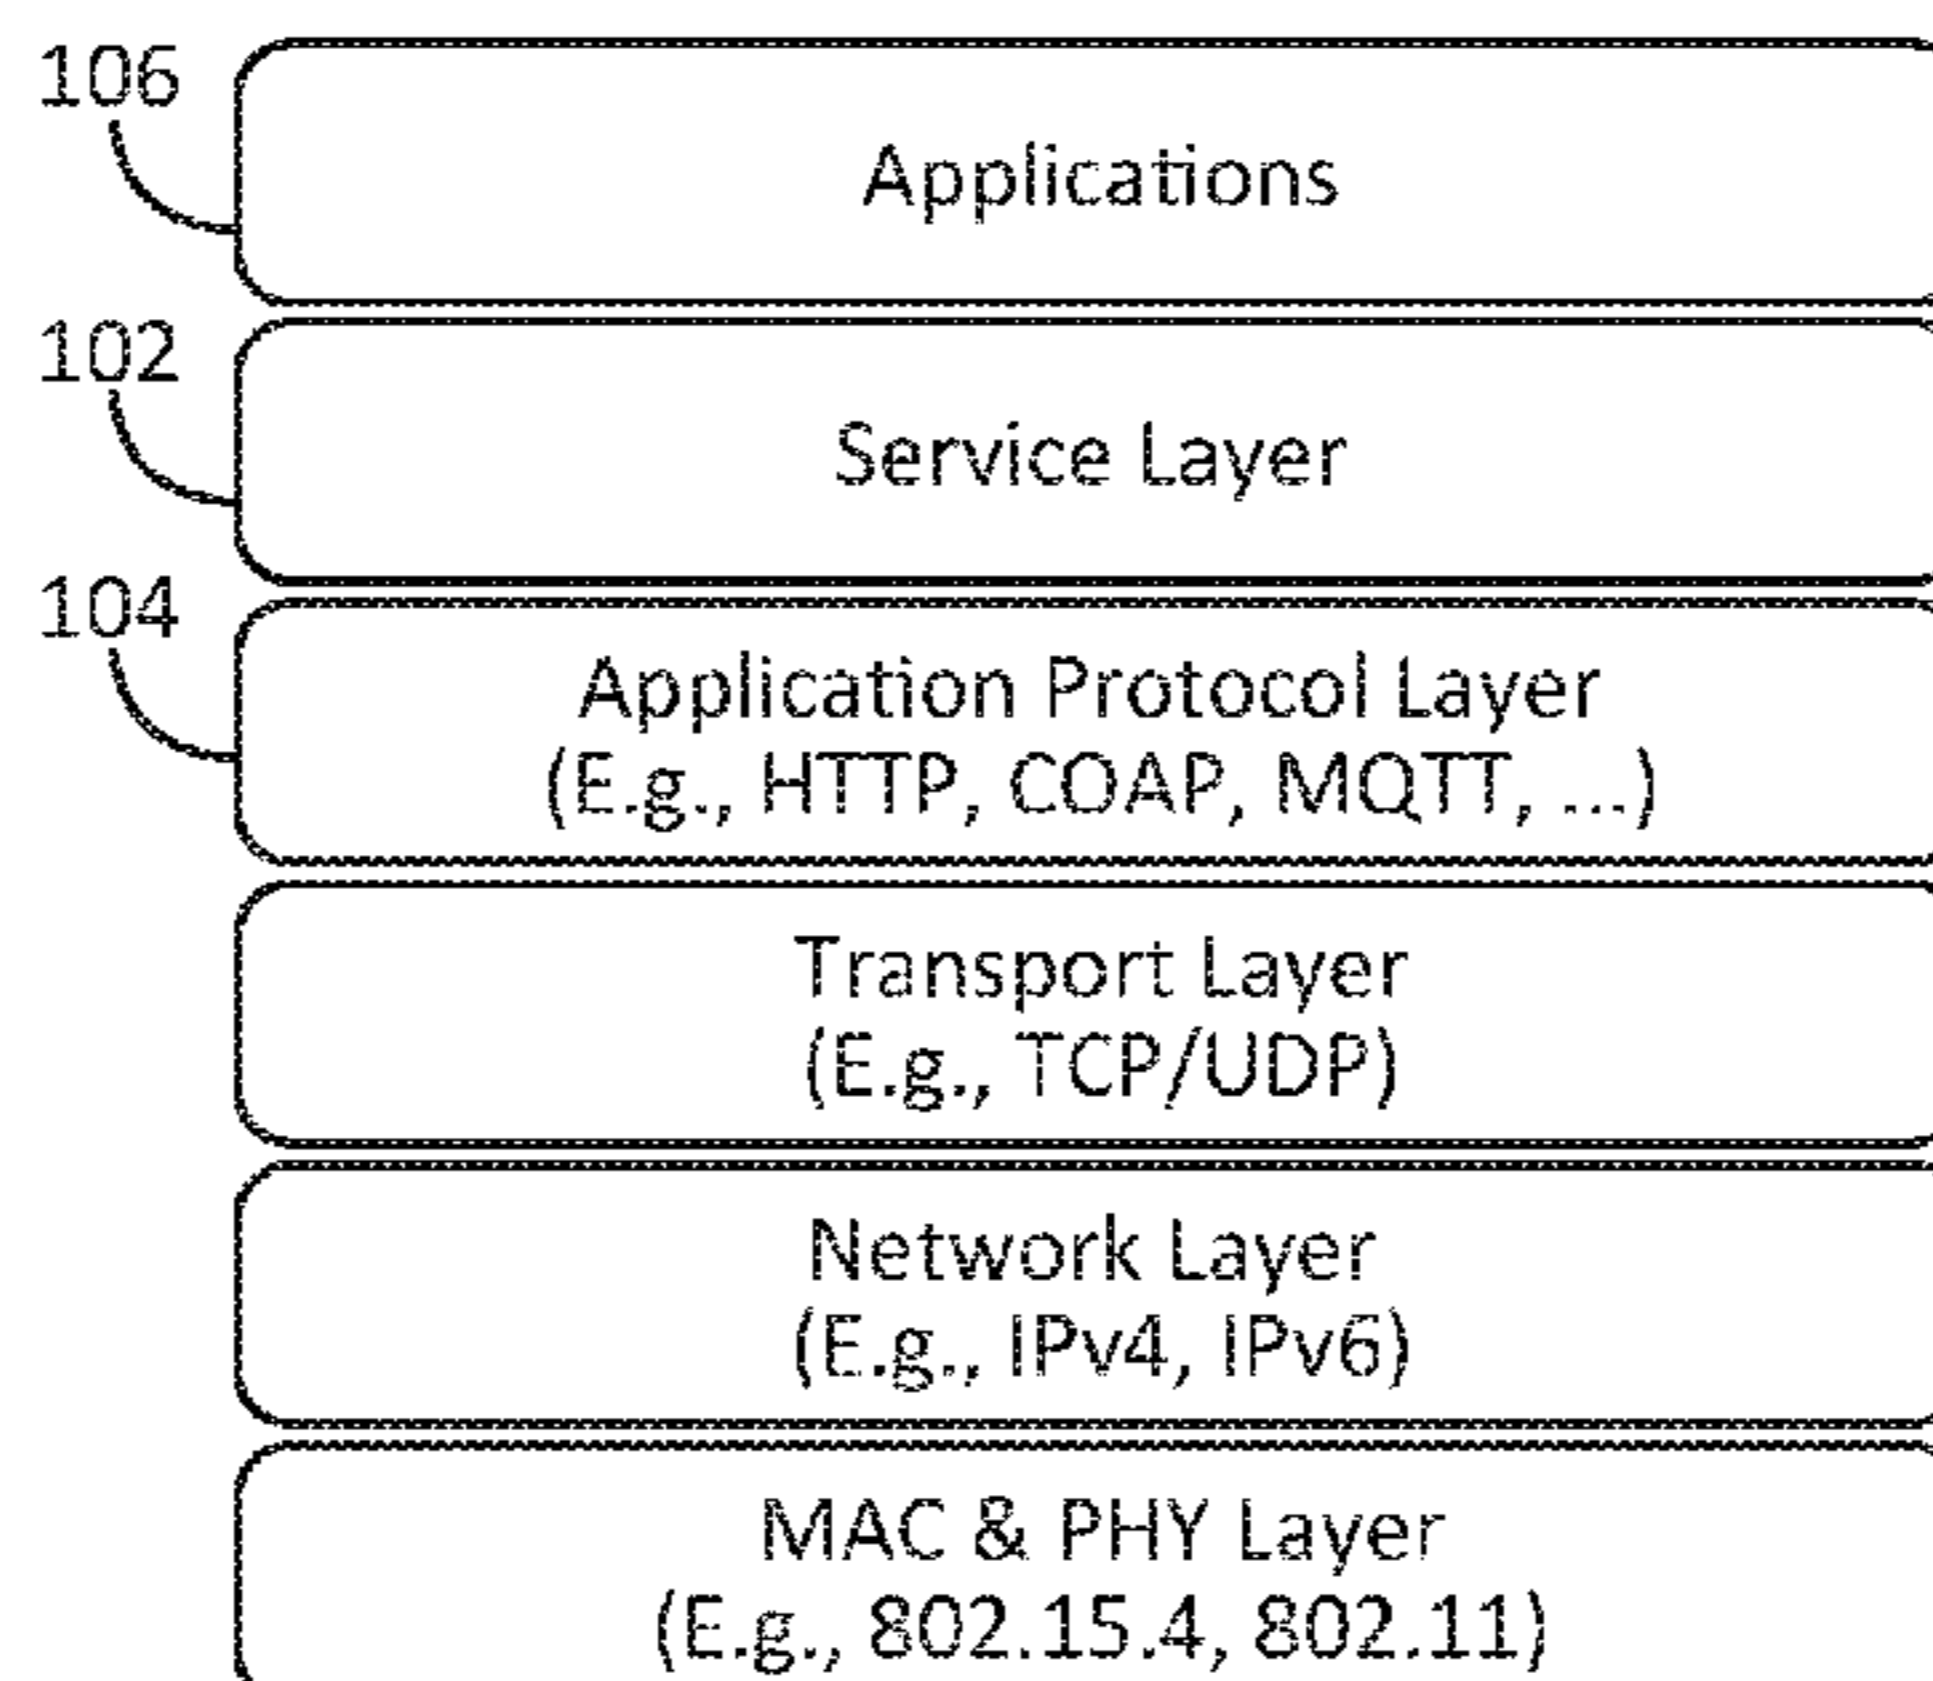 106
Applications
102
Service Layer
104
Application Protocol Layer
(E.g., HTTP, COAP, MQTT, ...)
Transport Layer
(E.g., TCP/UDP)
Network Layer
(E.g., IPv4, IPv6)
MAC & PHY Layer
(E.g., 802.15.4, 802.11)